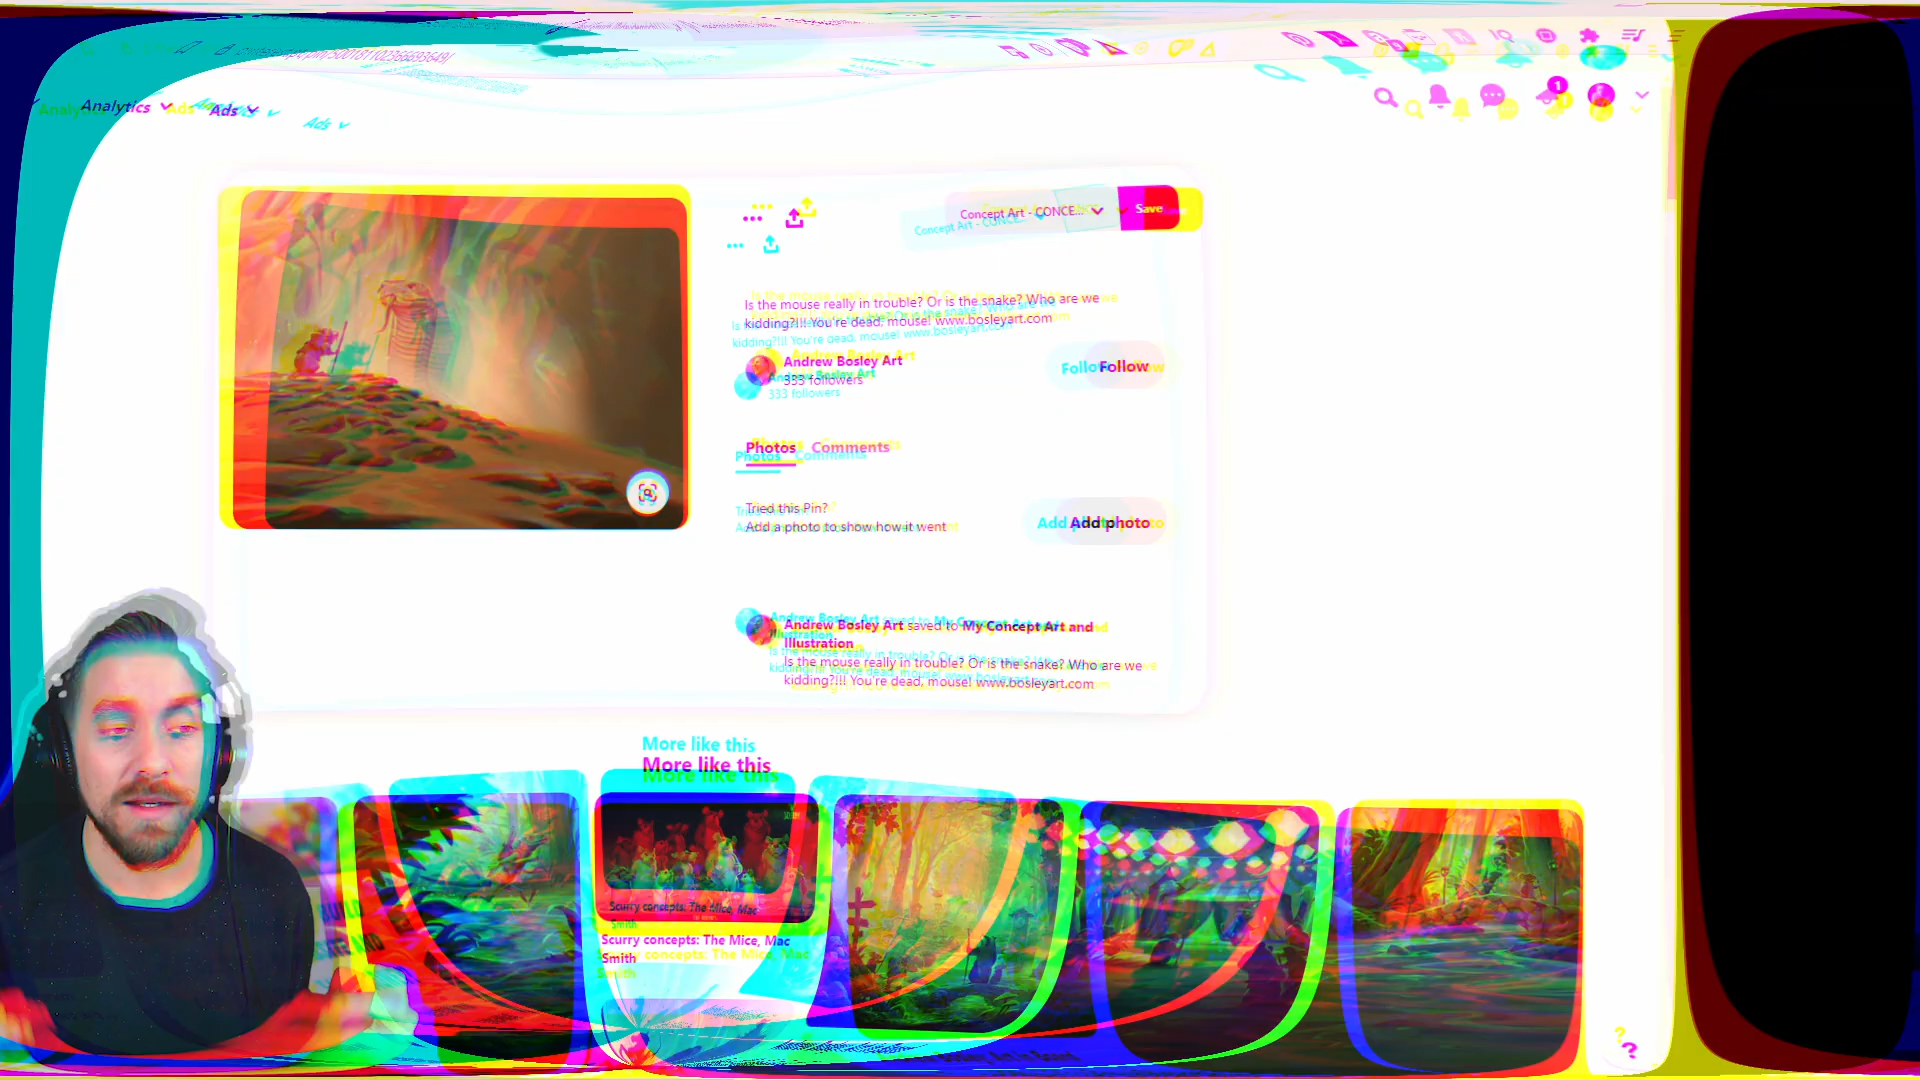 Analytics Ads
Concept Art - CONCE... Save
Is the mouse really in trouble? Or is the snake? Who are we
kidding?!!! You're dead, mouse! www.bosleyart.com
Andrew Bosley Art
333 followers
Follow
Photos Comments
Tried this Pin?
Add a photo to show how it went
Add photo
Andrew Bosley Art saved to My Concept Art and
Illustration
Is the mouse really in trouble? Or is the snake? Who are we
kidding?!!! You're dead, mouse! www.bosleyart.com
More like this
Scurry concepts: The Mice, Mac
Smith
?